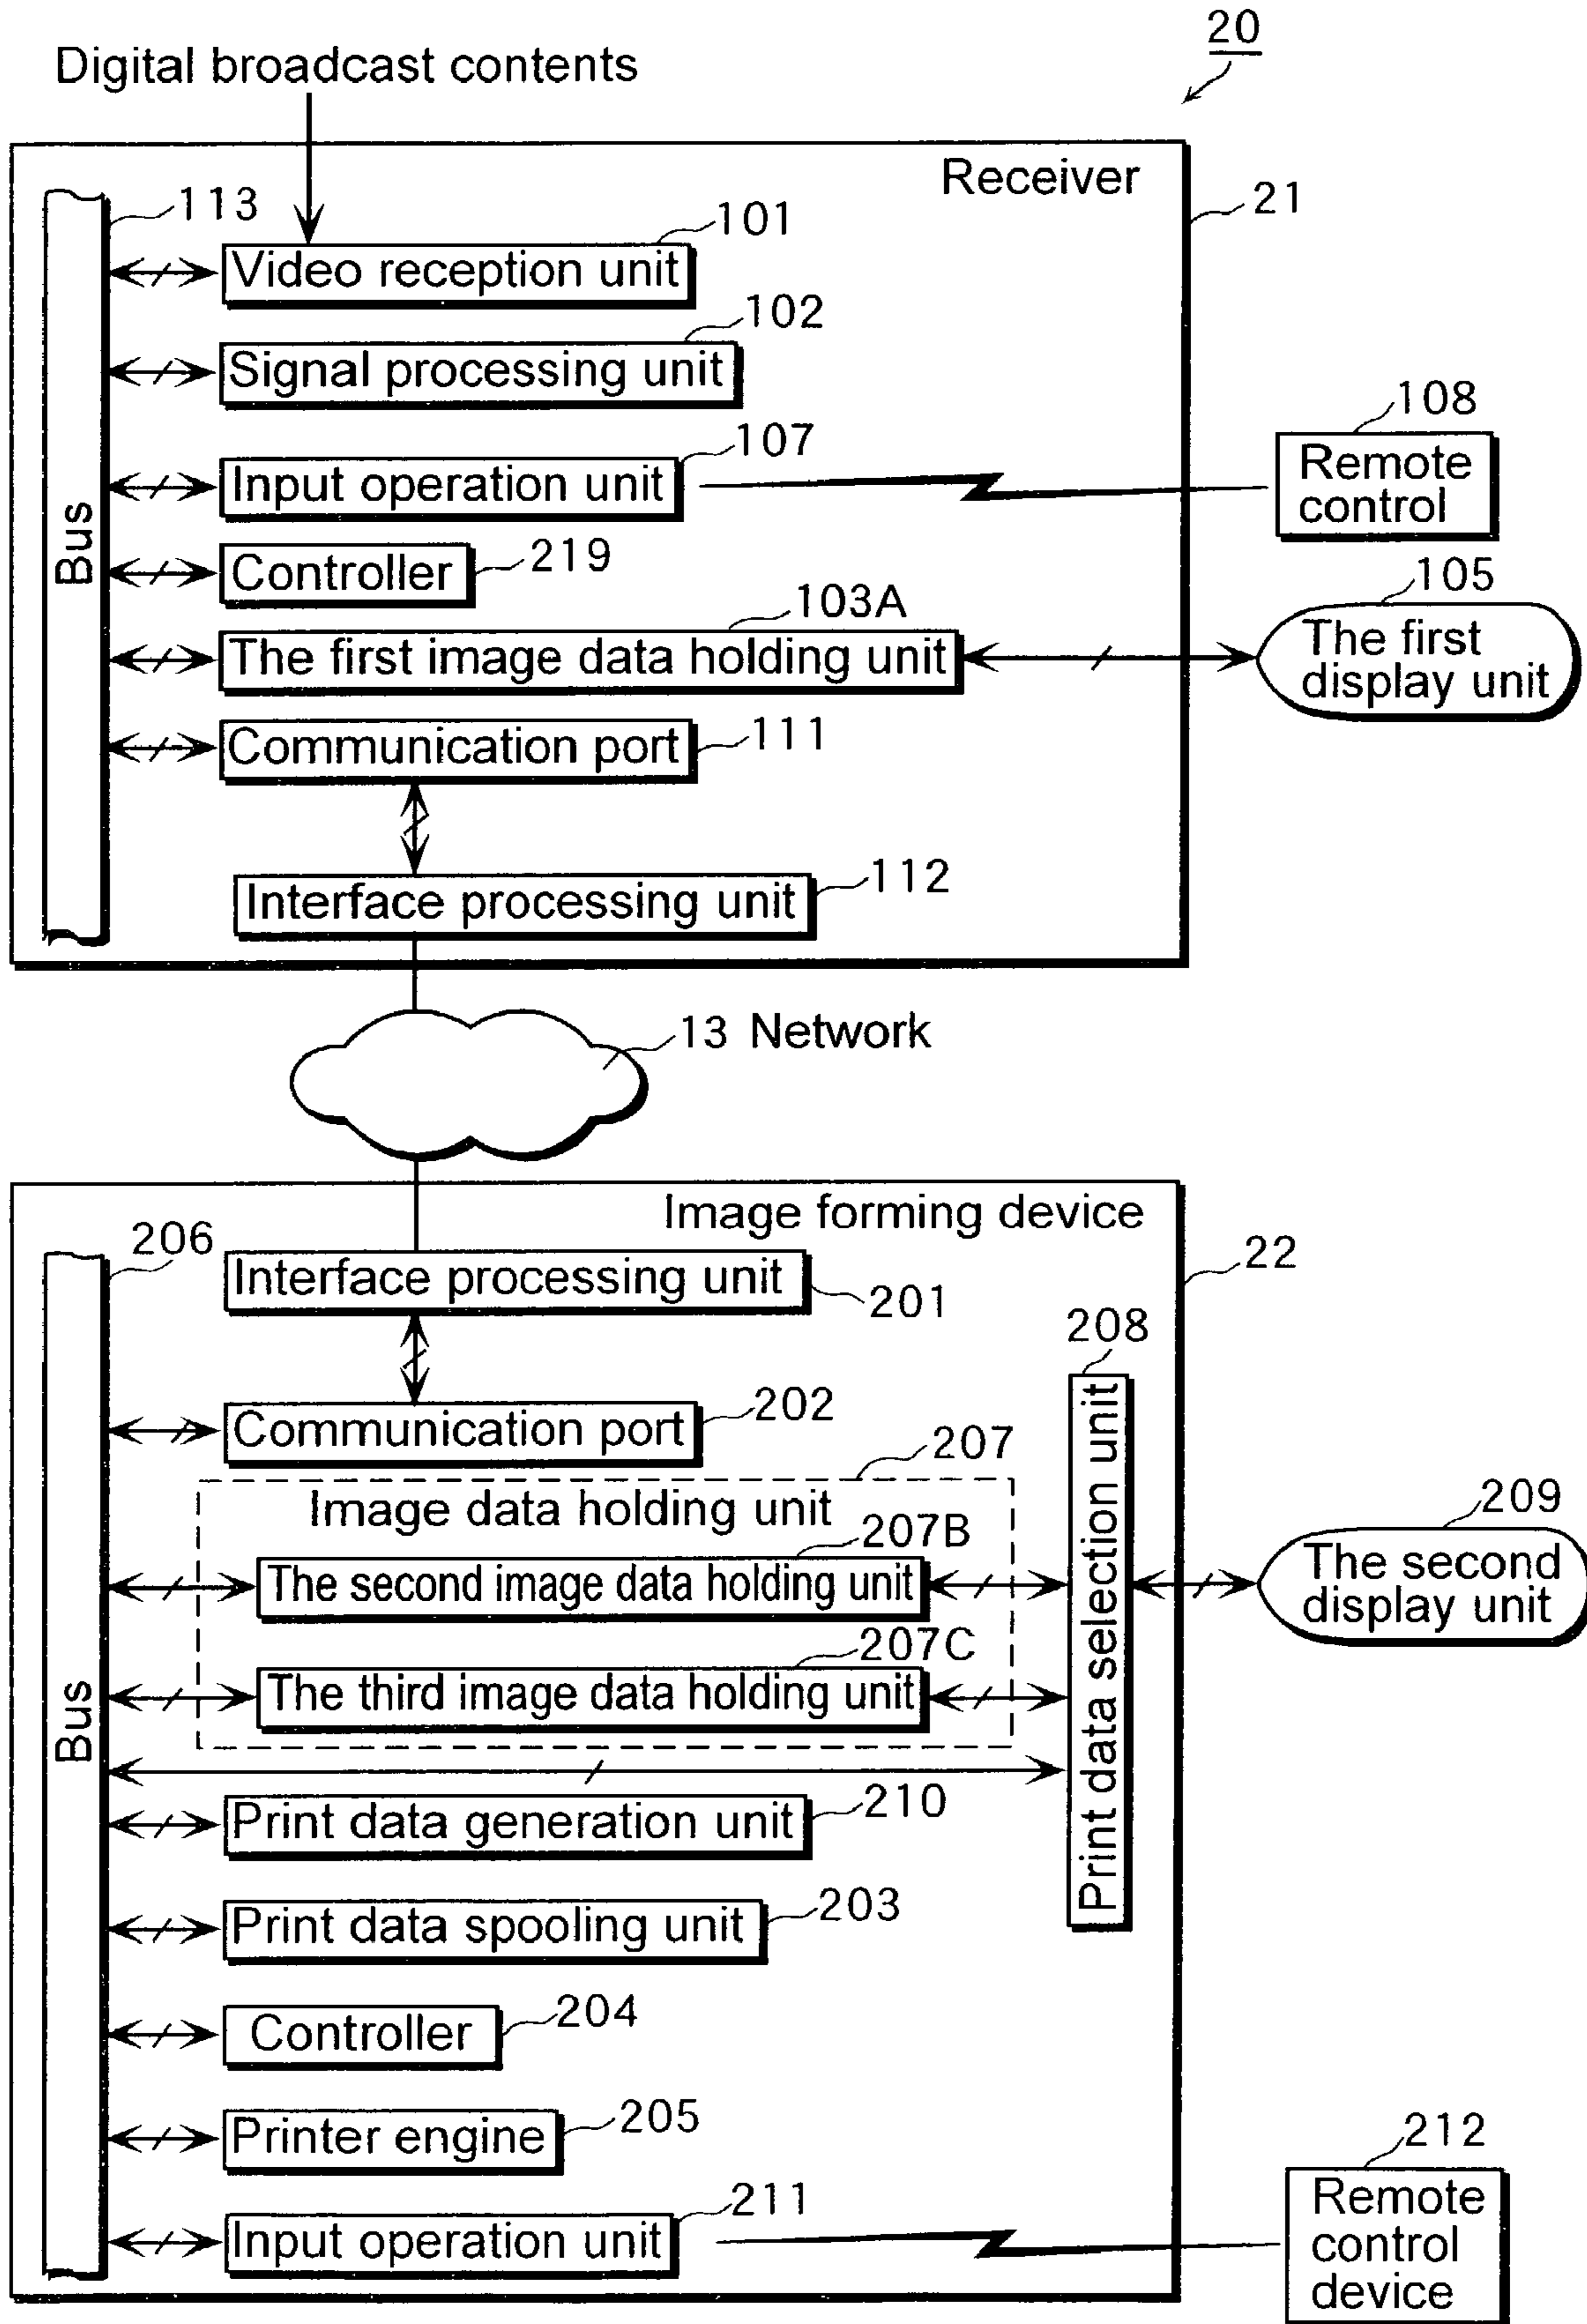 20
Digital broadcast contents
Receiver
21
113
101
Video reception unit
102
Signal processing unit
108
107
Remote
control
Input operation unit
Bus
219
Controller
105
103A
The first
display unit
The first image data holding unit
111
Communication port
112
Interface processing unit
13 Network
Image forming device
22
206
Interface processing unit
201
208
Print data selection unit
202
Communication port
207
Image data holding unit
209
207B
The second
display unit
The second image data holding unit
207C
The third image data holding unit
Bus
210
Print data generation unit
203
Print data spooling unit
204
Controller
205
Printer engine
212
211
Remote
control
device
Input operation unit